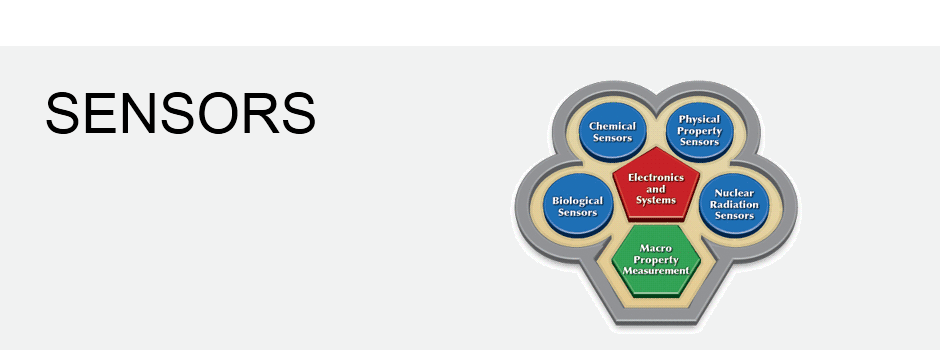 SENSORS
Chemical
Sensors
Physical
Property
Sensors
Biological
Sensors
Electronics
and
Systems
Nuclear
Radiation
Sensors
Macro
Property
Measurement